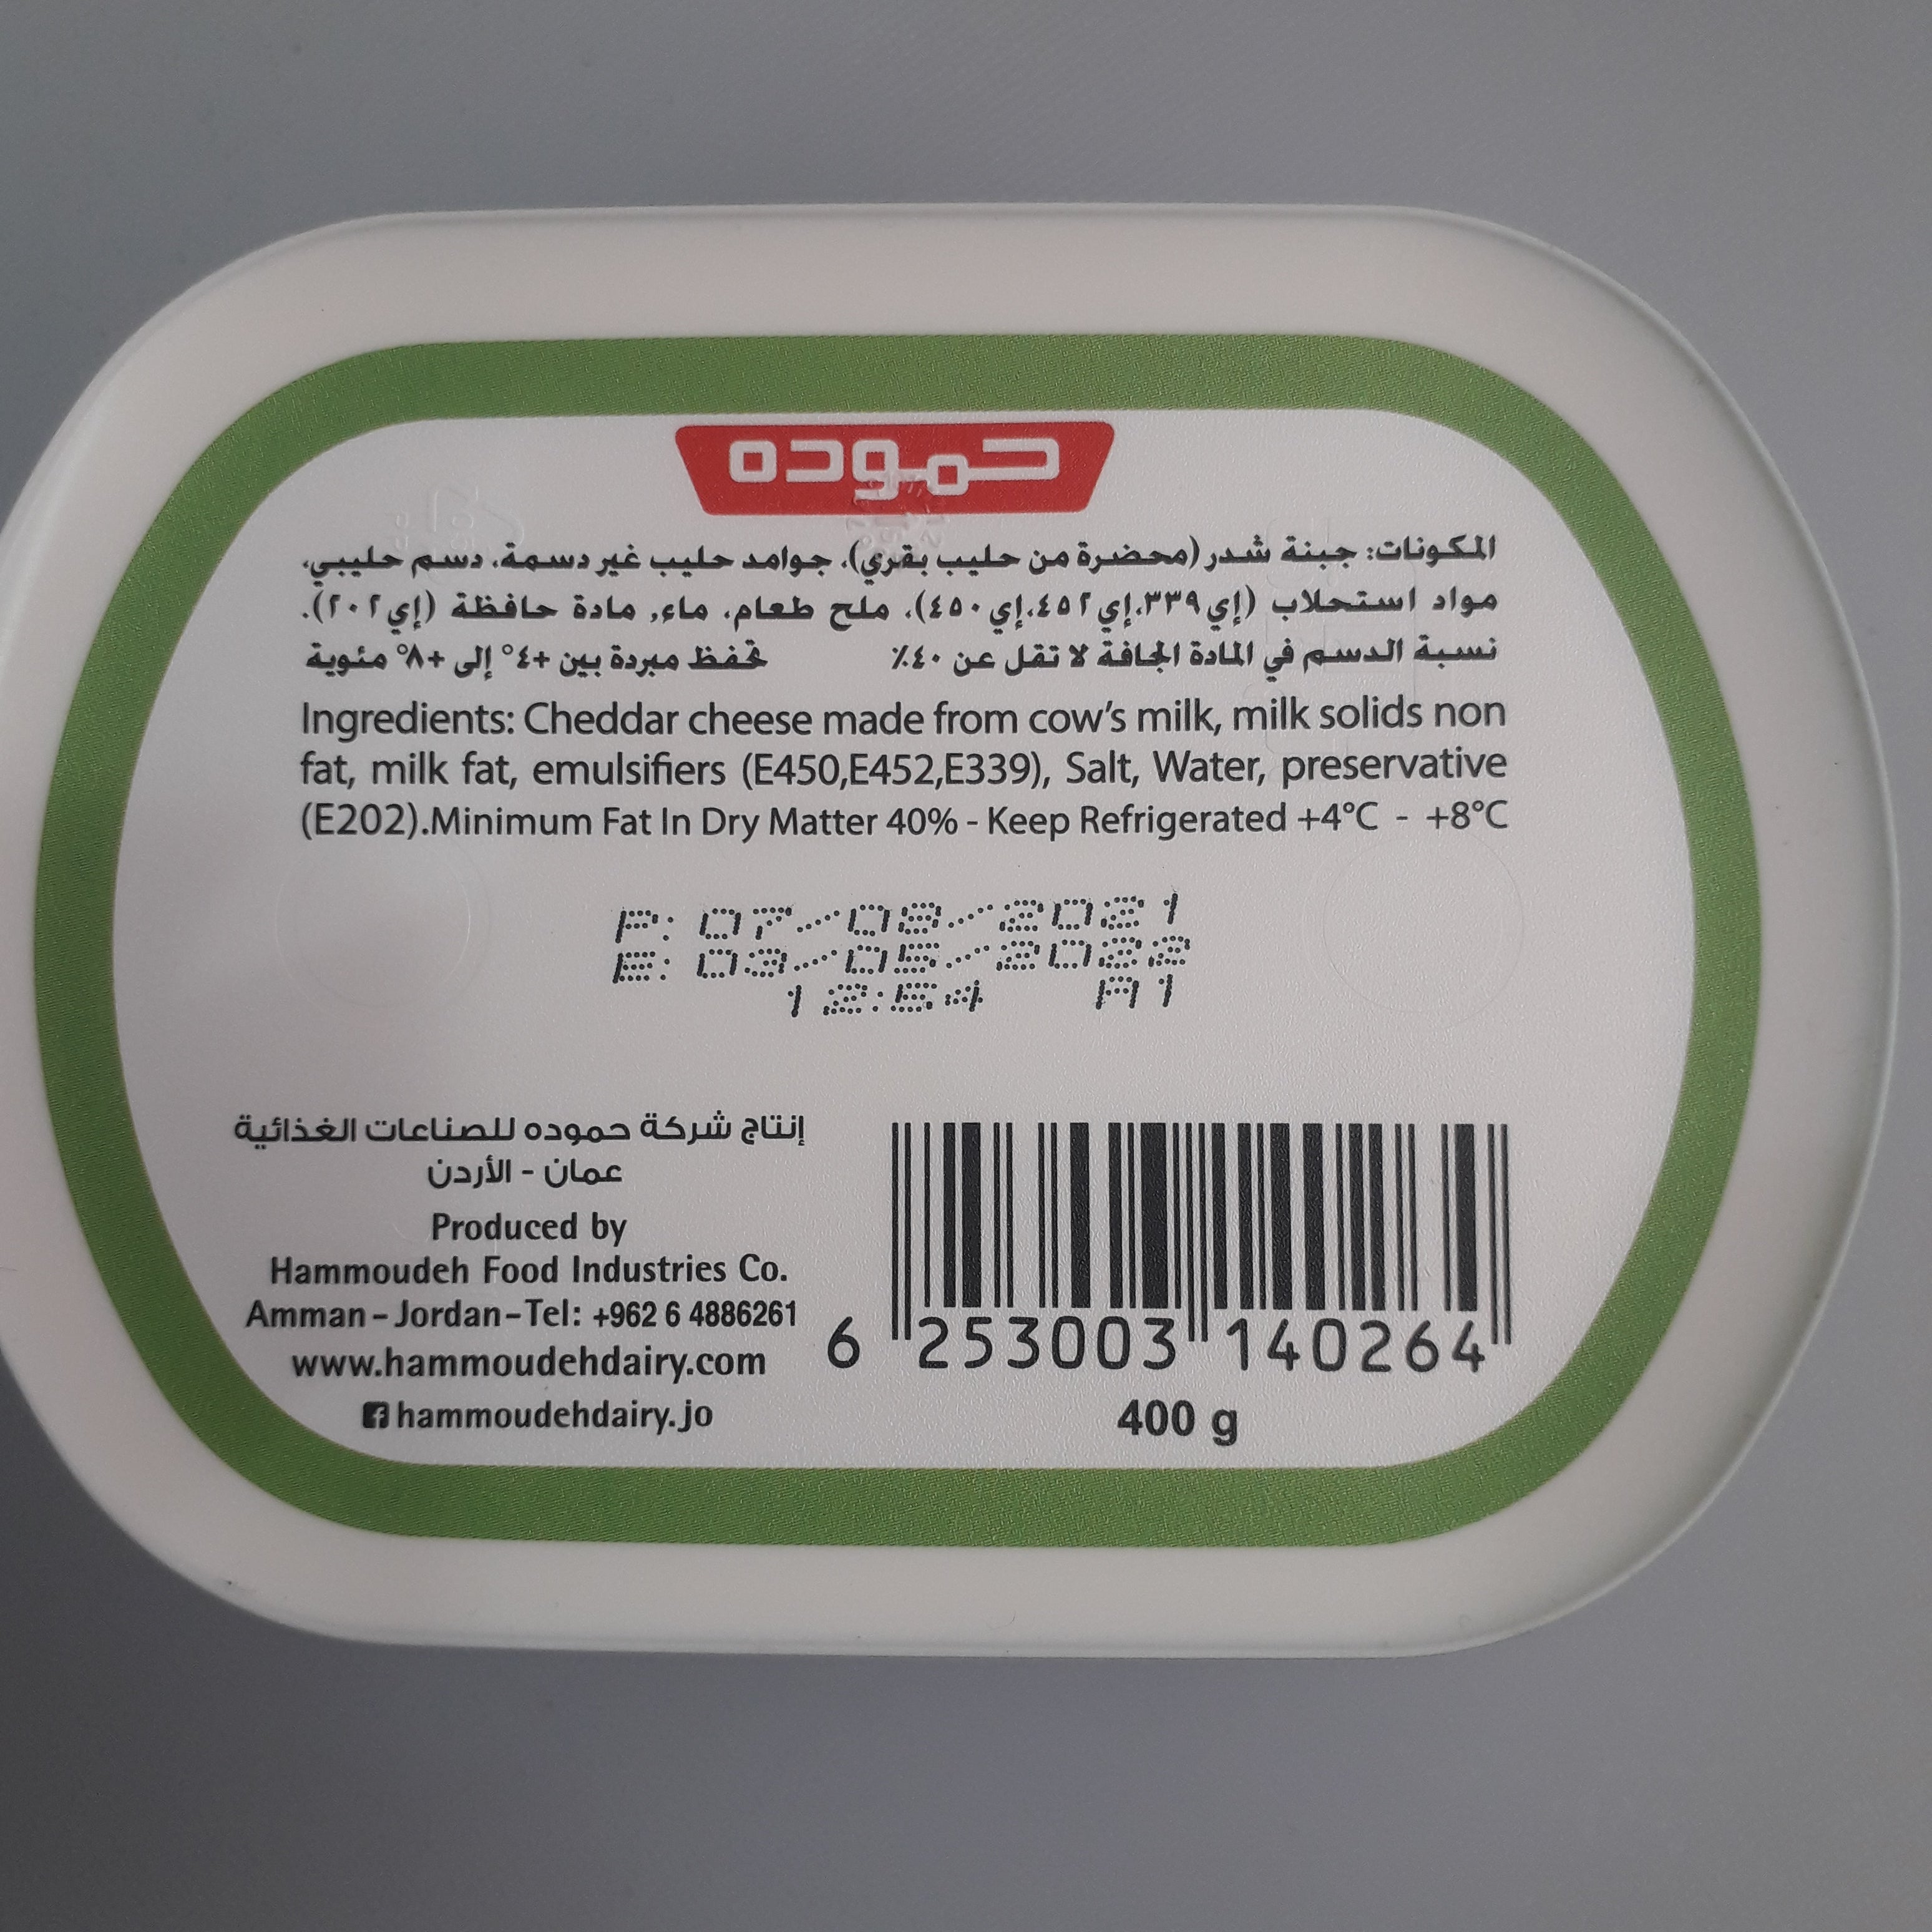 حموده
المكونات: جبنة شدر (محضرة من حليب بقري)، جوامد حليب غير دسمة، دسم حليبي،
مواد استحلاب (إي ٣٣٩،إي ٤٥٢،إي ٤٥٠)، ملح طعام، ماء, مادة حافظة (إي ٢٠٢).
نسبة الدسم في المادة الجافة لا تقل عن ٤٠٪ تحفظ مبردة بين +٤° إلى +٨° مئوية
Ingredients: Cheddar cheese made from cow's milk, milk solids non
fat, milk fat, emulsifiers (E450,E452,E339), Salt, Water, preservative
(E202).Minimum Fat In Dry Matter 40% - Keep Refrigerated +4°C - +8°C
P: 07/09/2021
E: 03/05/2022
12:54 A1
إنتاج شركة حموده للصناعات الغذائية
عمان - الأردن
Produced by
Hammoudeh Food Industries Co.
Amman - Jordan - Tel: +962 6 4886261
www.hammoudehdairy.com
hammoudehdairy.jo
6 253003 140264
400 g